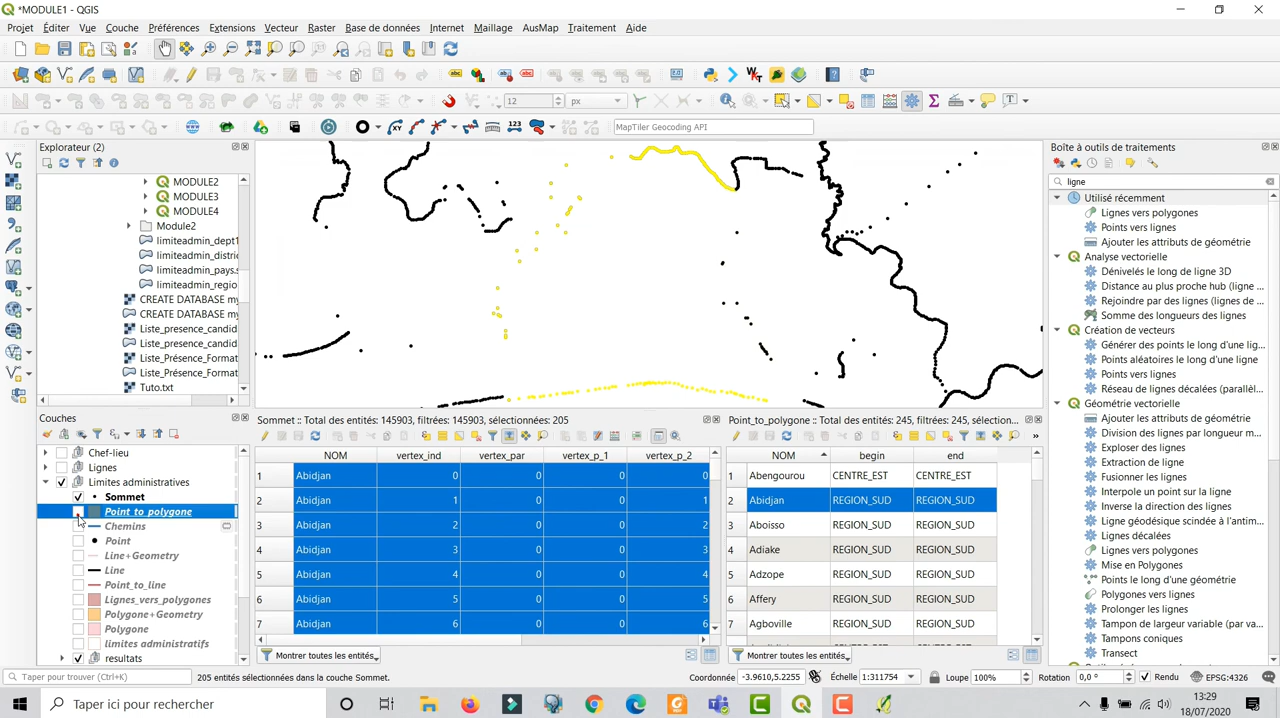 *MODULE1 - QGIS
Projet Éditer Vue Couche Préférences Extensions Vecteur Raster Base de données Internet Maillage AusMap Traitement Aide
12 px
MapTiler Geocoding API
Explorateur (2)
MODULE2
MODULE3
MODULE4
Module2
limiteadmin_dept1
limiteadmin_distric
limiteadmin_pays.s
limiteadmin_regio
CREATE DATABASE my
CREATE DATABASE my
Liste_presence_candid
Liste_presence_candid
Liste_Présence_Format
Liste_Présence_Format
Tuto.txt
Couches
Chef-lieu
Lignes
Limites administratives
Sommet
Point_to_polygone
Chemins
Point
Line+Geometry
Line
Point_to_line
Lignes_vers_polygones
Polygone+Geometry
Polygone
limites administratifs
resultats
Sommet :: Total des entités: 145903, filtrées: 145903, sélectionnées: 205
NOM vertex_ind vertex_par vertex_p_1 vertex_p_2
1 Abidjan 0 0 0 0
2 Abidjan 1 0 0 1
3 Abidjan 2 0 0 2
4 Abidjan 3 0 0 3
5 Abidjan 4 0 0 4
6 Abidjan 5 0 0 5
7 Abidjan 6 0 0 6
Montrer toutes les entités
Point_to_polygone :: Total des entités: 245, filtrées: 245, sélection...
NOM begin end
1 Abengourou CENTRE_EST CENTRE_EST
2 Abidjan REGION_SUD REGION_SUD
3 Aboisso REGION_SUD REGION_SUD
4 Adiake REGION_SUD REGION_SUD
5 Adzope REGION_SUD REGION_SUD
6 Affery REGION_SUD REGION_SUD
7 Agboville REGION_SUD REGION_SUD
Montrer toutes les entités
Boîte à outils de traitements
ligne
Utilisé récemment
Lignes vers polygones
Points vers lignes
Ajouter les attributs de géométrie
Analyse vectorielle
Dénivelés le long de ligne 3D
Distance au plus proche hub (ligne ...
Rejoindre par des lignes (lignes de ...
Somme des longueurs des lignes
Création de vecteurs
Générer des points le long d'une lig...
Points aléatoires le long d'une ligne
Points vers lignes
Réseau de lignes décalées (parallèl...
Géométrie vectorielle
Ajouter les attributs de géométrie
Division des lignes par longueur m...
Exploser des lignes
Extraction de ligne
Fusionner les lignes
Interpole un point sur la ligne
Inverse la direction des lignes
Ligne géodésique scindée à l'antim...
Lignes décalées
Lignes vers polygones
Mise en Polygones
Points le long d'une géométrie
Polygones vers lignes
Prolonger les lignes
Tampon de largeur variable (par va...
Tampons coniques
Transect
Taper pour trouver (Ctrl+K) 205 entités sélectionnées dans la couche Sommet. Coordonnée -3.9610,5.2255 Échelle 1:311754 Loupe 100% Rotation 0,0 ° Rendu EPSG:4326
Taper ici pour rechercher
13:29
18/07/2020